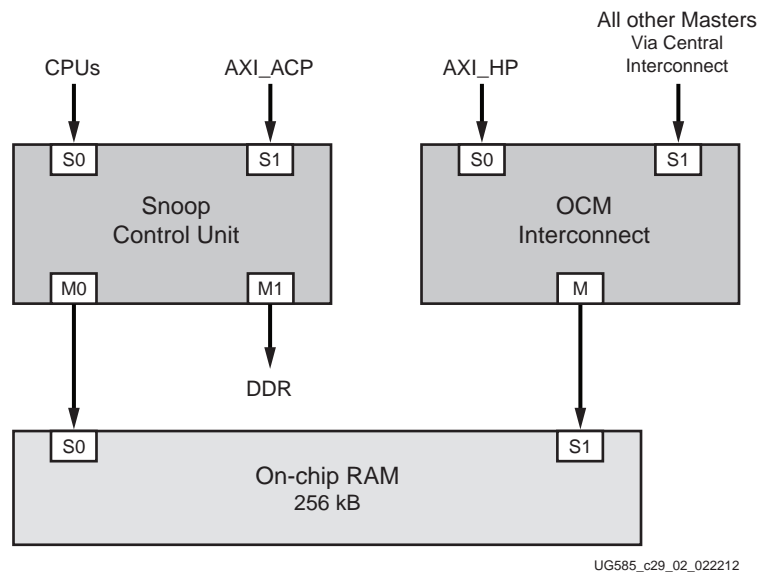 All other Masters
Via Central
Interconnect
CPUs
AXI_ACP
AXI_HP
S0
S1
S0
S1
Snoop
Control Unit
OCM
Interconnect
M0
M1
M
DDR
S0
S1
On-chip RAM
256 kB
UG585_c29_02_022212